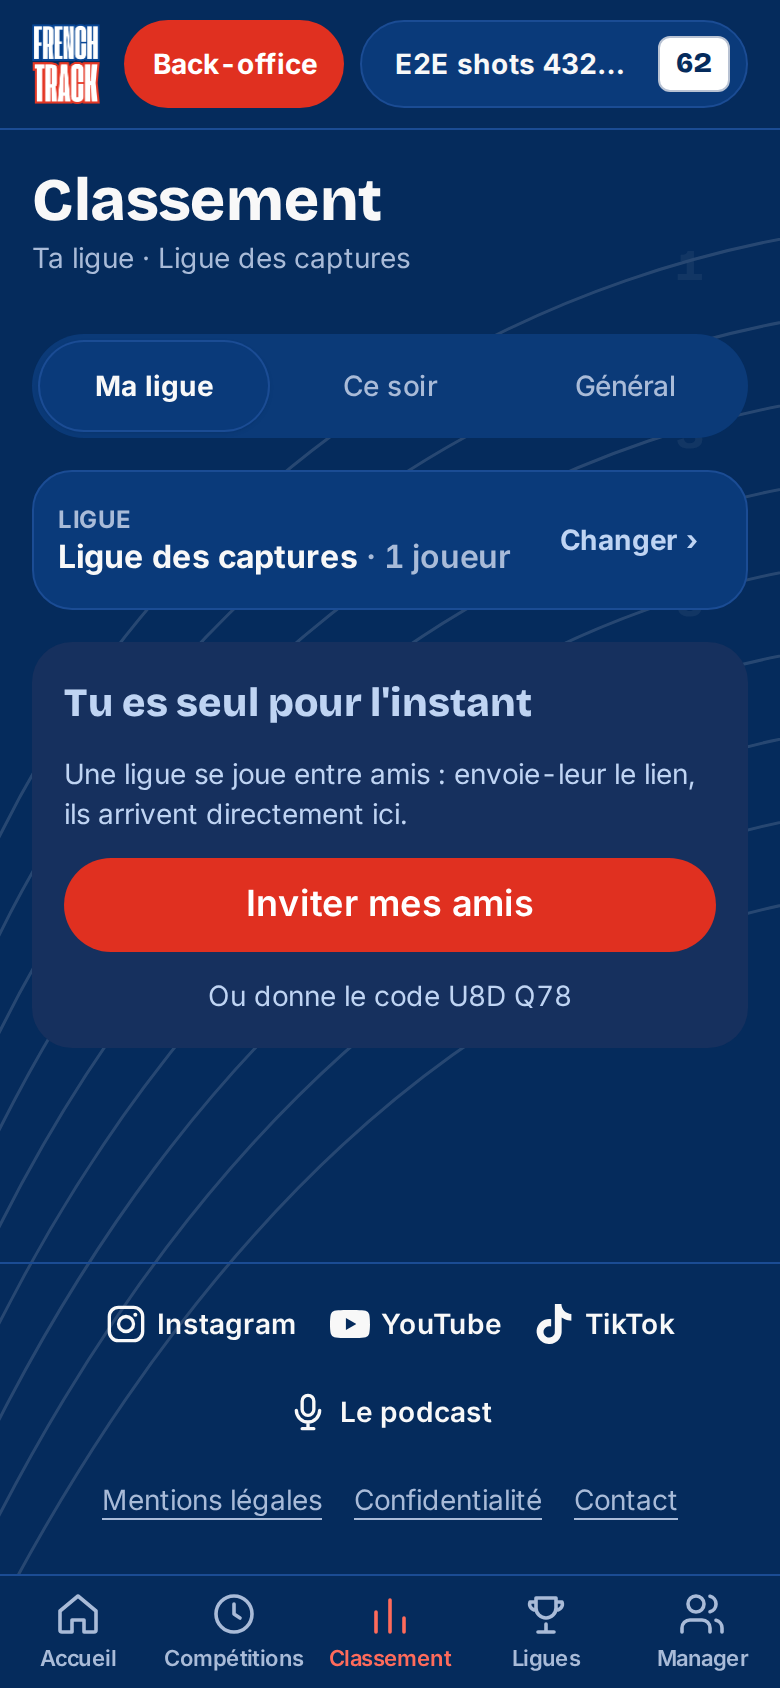 FRENCH
TRACK
Back-office
E2E shots 432...
62
Classement
Ta ligue · Ligue des captures
1
Ma ligue
Ce soir
Général
LIGUE
Ligue des captures · 1 joueur
Changer ›
Tu es seul pour l'instant
Une ligue se joue entre amis : envoie-leur le lien,
ils arrivent directement ici.
Inviter mes amis
Ou donne le code U8D Q78
Instagram
YouTube
TikTok
Le podcast
Mentions légales
Confidentialité
Contact
Accueil
Compétitions
Classement
Ligues
Manager